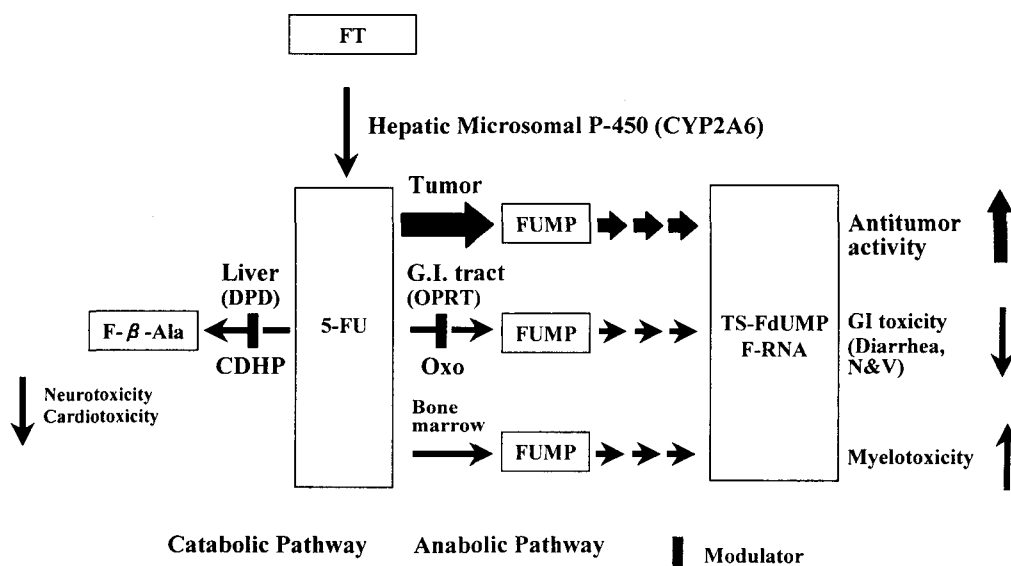 FT
Hepatic Microsomal P-450 (CYP2A6)
Tumor
FUMP
Antitumor
activity
Liver
(DPD)
G.I. tract
(OPRT)
F-β-Ala
5-FU
FUMP
TS-FdUMP
F-RNA
GI toxicity
(Diarrhea,
N&V)
CDHP
Oxo
Neurotoxicity
Cardiotoxicity
Bone
marrow
FUMP
Myelotoxicity
Catabolic Pathway
Anabolic Pathway
Modulator